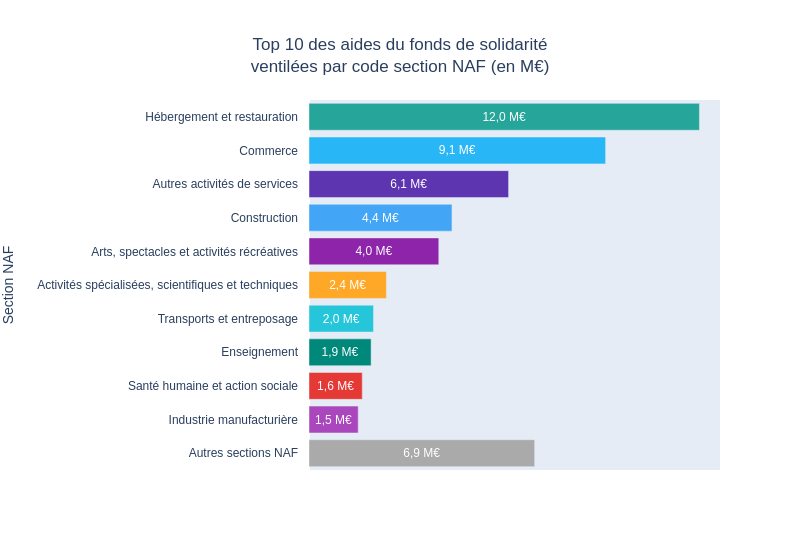 Top 10 des aides du fonds de solidarité
ventilées par code section NAF (en M€)
Section NAF
Hébergement et restauration 12,0 M€
Commerce 9,1 M€
Autres activités de services 6,1 M€
Construction 4,4 M€
Arts, spectacles et activités récréatives 4,0 M€
Activités spécialisées, scientifiques et techniques 2,4 M€
Transports et entreposage 2,0 M€
Enseignement 1,9 M€
Santé humaine et action sociale 1,6 M€
Industrie manufacturière 1,5 M€
Autres sections NAF 6,9 M€